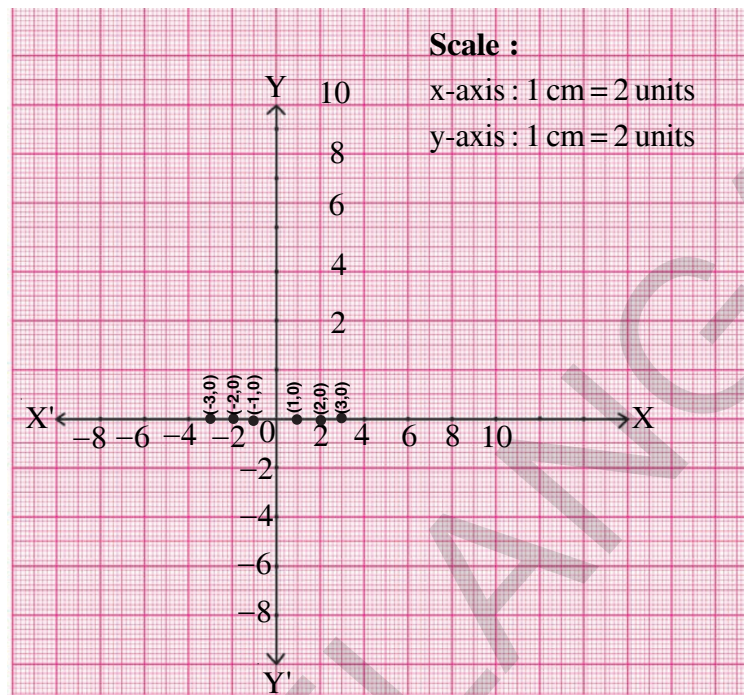 Scale :
x-axis : 1 cm = 2 units
y-axis : 1 cm = 2 units
Y
10
8
6
4
2
(-3,0) (-2,0) (-1,0) (1,0) (2,0) (3,0)
X' X
−8 −6 −4 −2 0 2 4 6 8 10
−2
−4
−6
−8
Y'